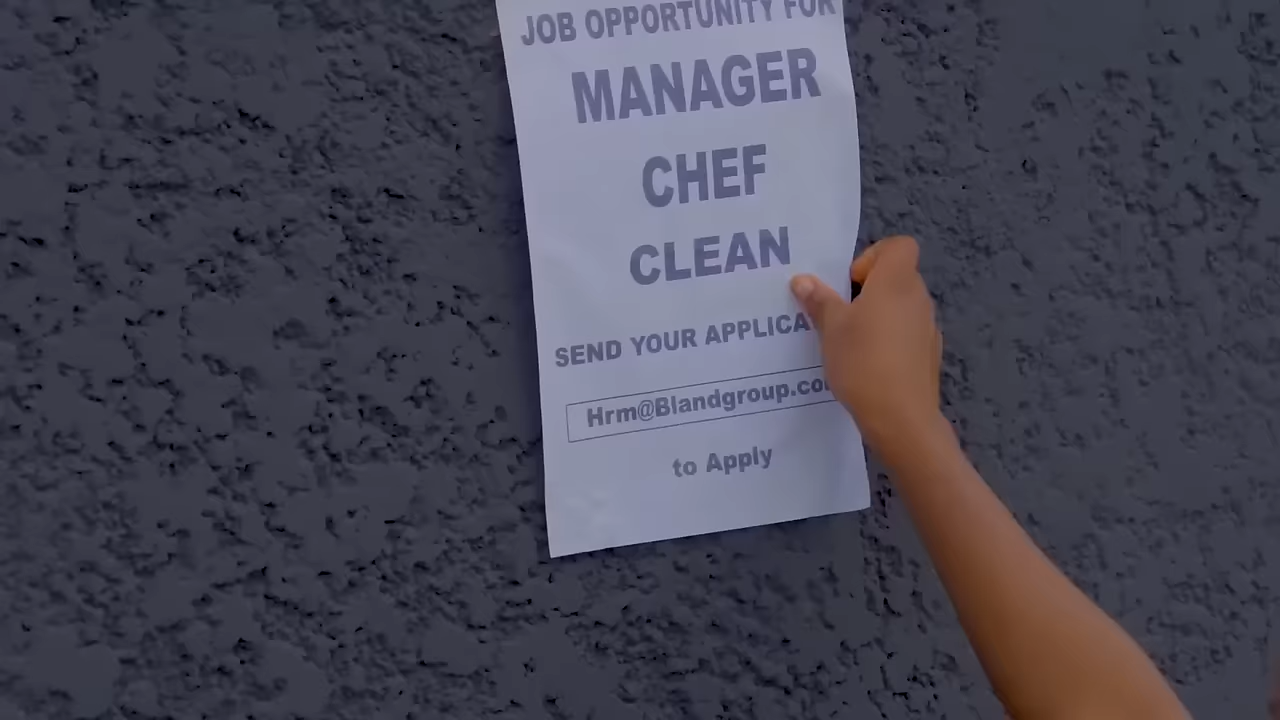 JOB OPPORTUNITY FOR
MANAGER
CHEF
CLEAN
SEND YOUR APPLICA
Hrm@Blandgroup.co
to Apply